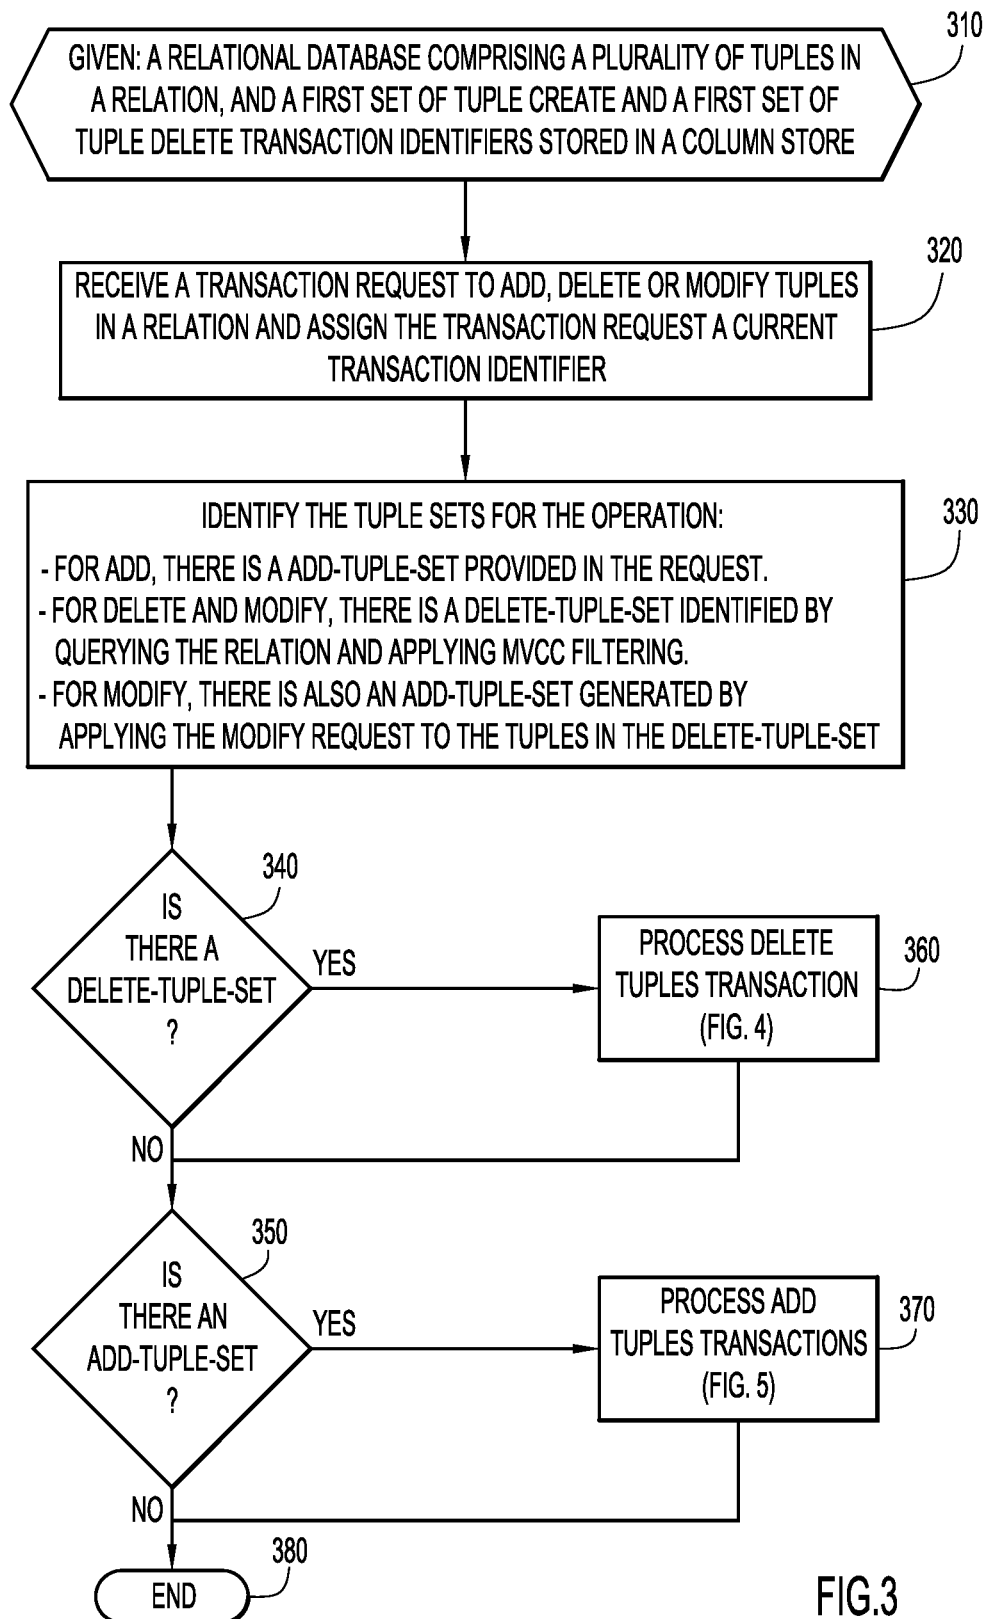 310
GIVEN: A RELATIONAL DATABASE COMPRISING A PLURALITY OF TUPLES IN
A RELATION, AND A FIRST SET OF TUPLE CREATE AND A FIRST SET OF
TUPLE DELETE TRANSACTION IDENTIFIERS STORED IN A COLUMN STORE
320
RECEIVE A TRANSACTION REQUEST TO ADD, DELETE OR MODIFY TUPLES
IN A RELATION AND ASSIGN THE TRANSACTION REQUEST A CURRENT
TRANSACTION IDENTIFIER
330
IDENTIFY THE TUPLE SETS FOR THE OPERATION:
- FOR ADD, THERE IS A ADD-TUPLE-SET PROVIDED IN THE REQUEST.
- FOR DELETE AND MODIFY, THERE IS A DELETE-TUPLE-SET IDENTIFIED BY
QUERYING THE RELATION AND APPLYING MVCC FILTERING.
- FOR MODIFY, THERE IS ALSO AN ADD-TUPLE-SET GENERATED BY
APPLYING THE MODIFY REQUEST TO THE TUPLES IN THE DELETE-TUPLE-SET
340
IS
THERE A
DELETE-TUPLE-SET
?
YES
PROCESS DELETE
TUPLES TRANSACTION
(FIG. 4)
360
NO
350
IS
THERE AN
ADD-TUPLE-SET
?
YES
PROCESS ADD
TUPLES TRANSACTIONS
(FIG. 5)
370
NO
380
END
FIG.3